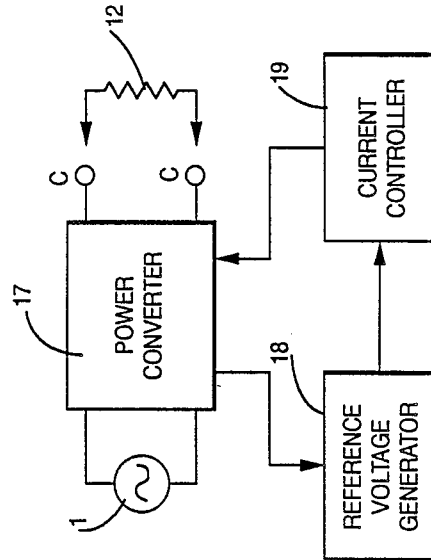 12
17
C
POWER
CONVERTER
C
1
19
18
CURRENT
CONTROLLER
REFERENCE
VOLTAGE
GENERATOR